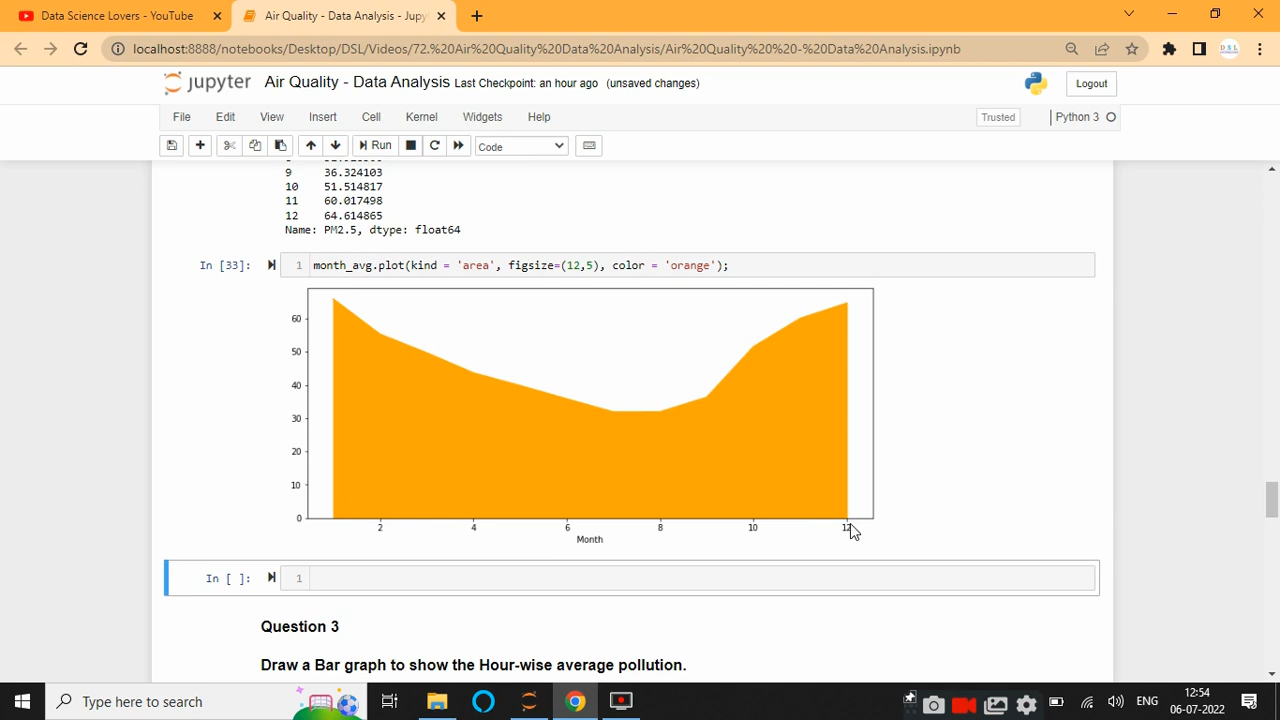 Data Science Lovers - YouTube
Air Quality - Data Analysis - Jupy
localhost:8888/notebooks/Desktop/DSL/Videos/72.%20Air%20Quality%20Data%20Analysis/Air%20Quality%20%20-%20Data%20Analysis.ipynb
DSL
jupyter Air Quality - Data Analysis Last Checkpoint: an hour ago (unsaved changes)
Logout
File Edit View Insert Cell Kernel Widgets Help
Trusted
Python 3
Run
Code
9 36.324103
10 51.514817
11 60.017498
12 64.614865
Name: PM2.5, dtype: float64
In [33]: 1 month_avg.plot(kind = 'area', figsize=(12,5), color = 'orange');
60
50
40
30
20
10
0
2 4 6 8 10 12
Month
In [ ]: 1
Question 3
Draw a Bar graph to show the Hour-wise average pollution.
Type here to search
ENG
12:54
06-07-2022